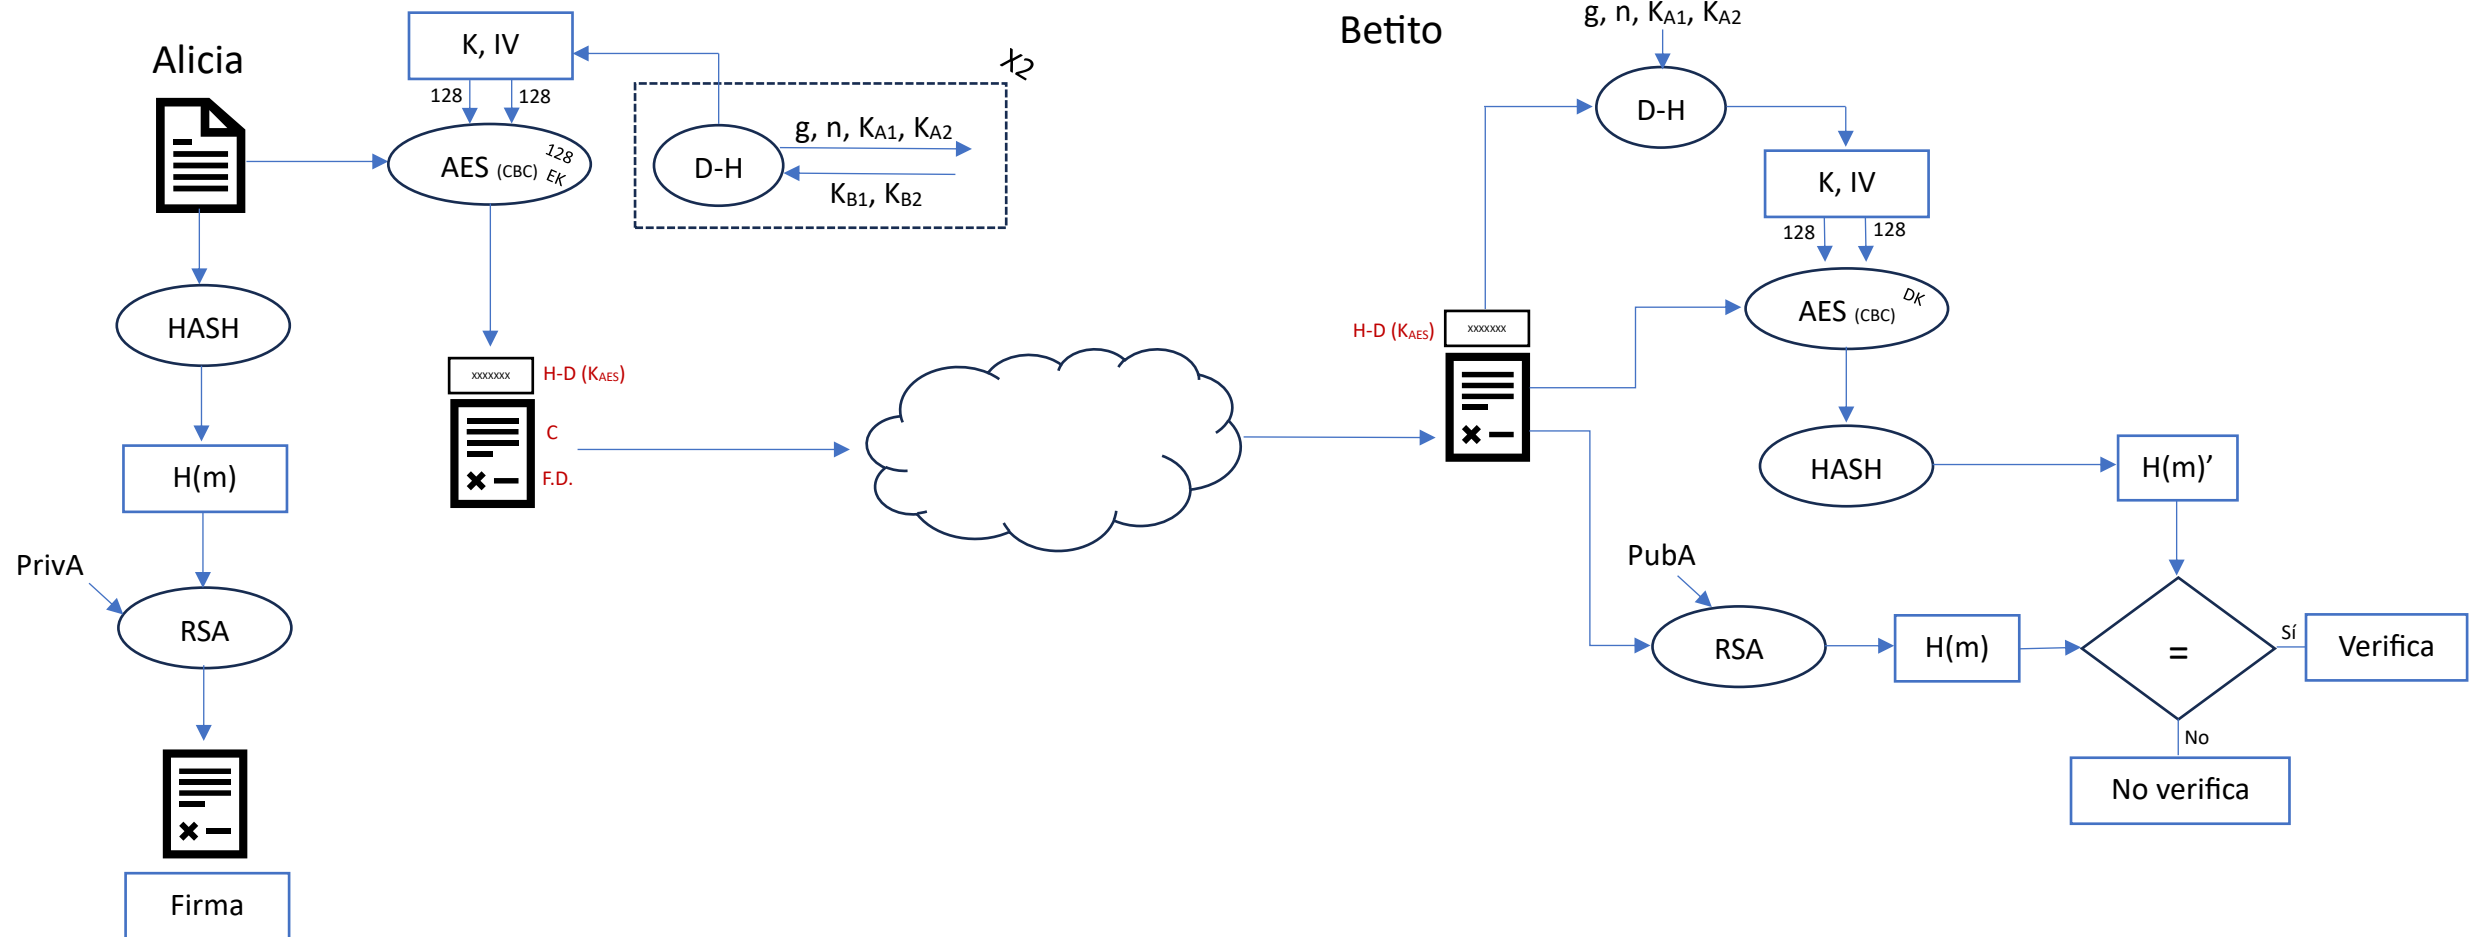 Alicia
K, IV
128
128
AES (CBC)
128
EK
X2
D-H
g, n, KA1, KA2
KB1, KB2
HASH
H(m)
PrivA
RSA
Firma
xxxxxxx
H-D (KAES)
C
F.D.
Betito
g, n, KA1, KA2
D-H
K, IV
128
128
AES (CBC)
DK
H-D (KAES)
xxxxxxx
HASH
H(m)’
PubA
RSA
H(m)
=
Sí
Verifica
No
No verifica